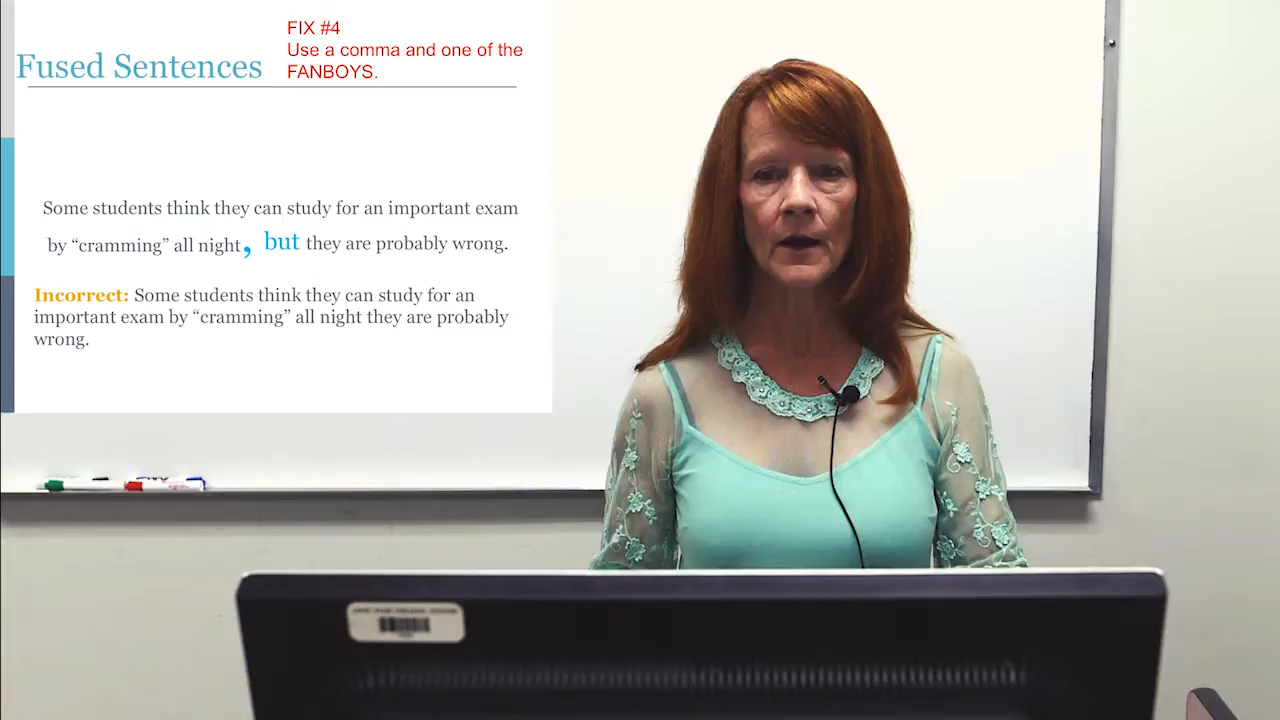 FIX #4
Use a comma and one of the
FANBOYS.
Fused Sentences
Some students think they can study for an important exam
by “cramming” all night, but they are probably wrong.
Incorrect: Some students think they can study for an
important exam by “cramming” all night they are probably
wrong.